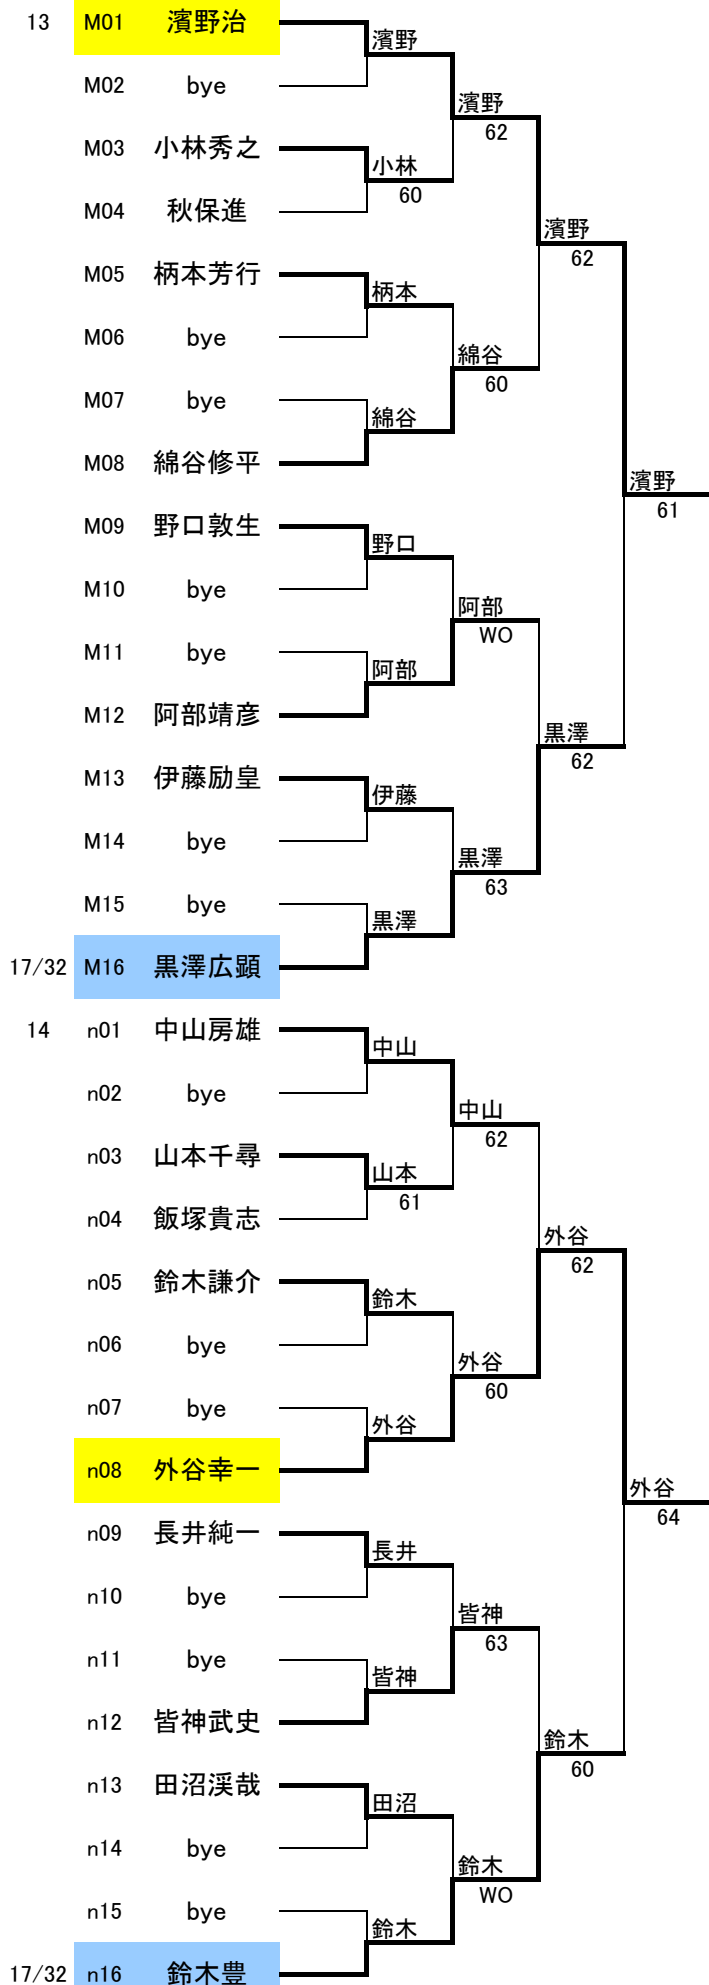 13 M01 濱野治
濱野
M02 bye
濱野
62
M03 小林秀之
小林
60
M04 秋保進
濱野
62
M05 柄本芳行
柄本
M06 bye
綿谷
60
M07 bye
綿谷
M08 綿谷修平
濱野
61
M09 野口敦生
野口
M10 bye
阿部
WO
M11 bye
阿部
M12 阿部靖彦
黒澤
62
M13 伊藤励皇
伊藤
M14 bye
黒澤
63
M15 bye
黒澤
17/32 M16 黒澤広顕
14 n01 中山房雄
中山
n02 bye
中山
62
n03 山本千尋
山本
61
n04 飯塚貴志
外谷
62
n05 鈴木謙介
鈴木
n06 bye
外谷
60
n07 bye
外谷
n08 外谷幸一
外谷
64
n09 長井純一
長井
n10 bye
皆神
63
n11 bye
皆神
n12 皆神武史
鈴木
60
n13 田沼渓哉
田沼
n14 bye
鈴木
WO
n15 bye
鈴木
17/32 n16 鈴木豊